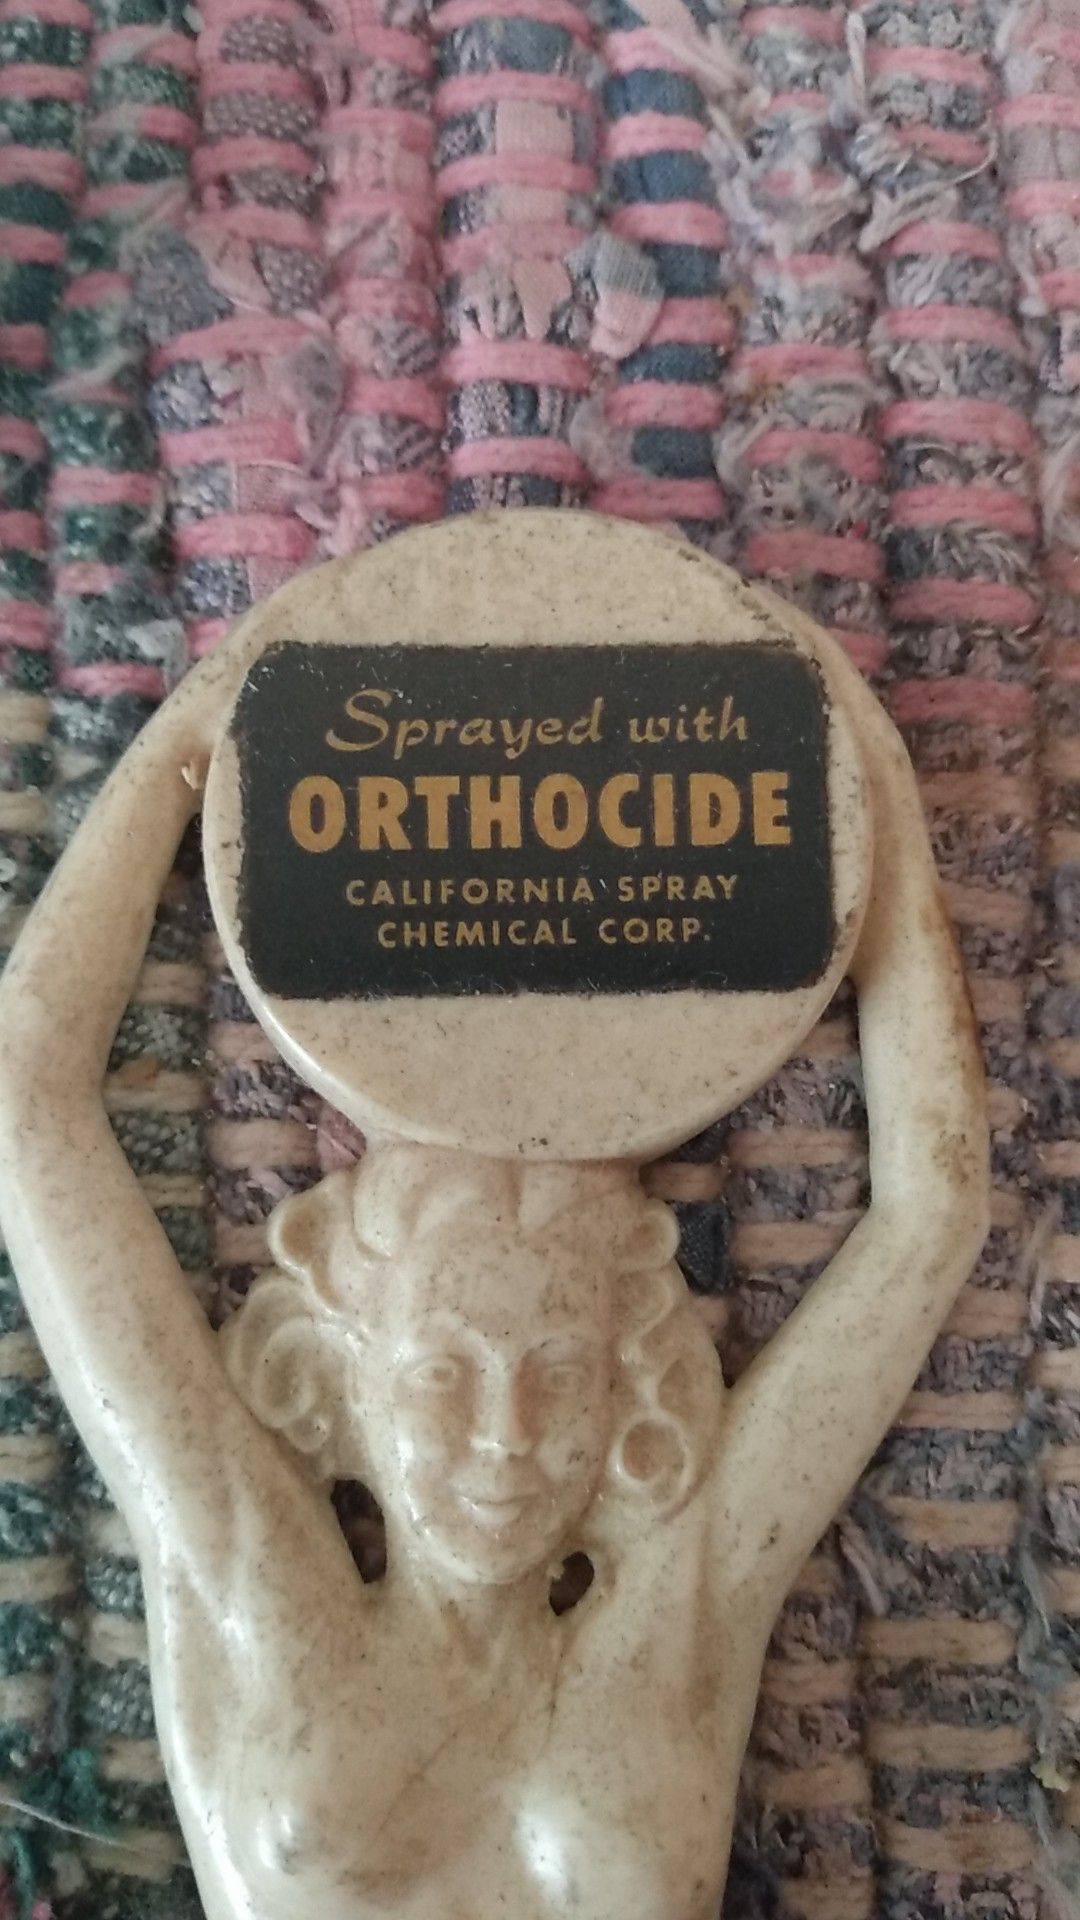 Sprayed with
ORTHOCIDE
CALIFORNIA SPRAY
CHEMICAL CORP.